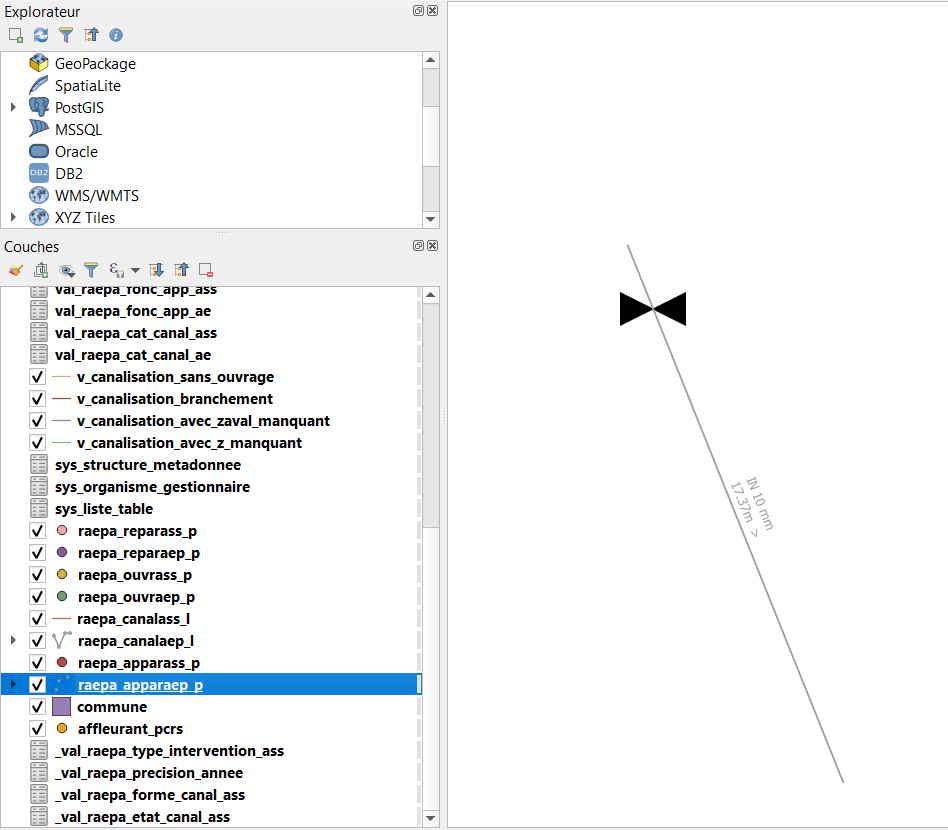 Explorateur
GeoPackage
SpatiaLite
PostGIS
MSSQL
Oracle
DB2 DB2
WMS/WMTS
XYZ Tiles
Couches
val_raepa_fonc_app_ass
val_raepa_fonc_app_ae
val_raepa_cat_canal_ass
val_raepa_cat_canal_ae
v_canalisation_sans_ouvrage
v_canalisation_branchement
v_canalisation_avec_zaval_manquant
v_canalisation_avec_z_manquant
sys_structure_metadonnee
sys_organisme_gestionnaire
sys_liste_table
raepa_reparass_p
raepa_reparaep_p
raepa_ouvrass_p
raepa_ouvraep_p
raepa_canalass_l
raepa_canalaep_l
raepa_apparass_p
raepa_apparaep_p
commune
affleurant_pcrs
_val_raepa_type_intervention_ass
_val_raepa_precision_annee
_val_raepa_forme_canal_ass
_val_raepa_etat_canal_ass
IN 10 mm
17.37m >